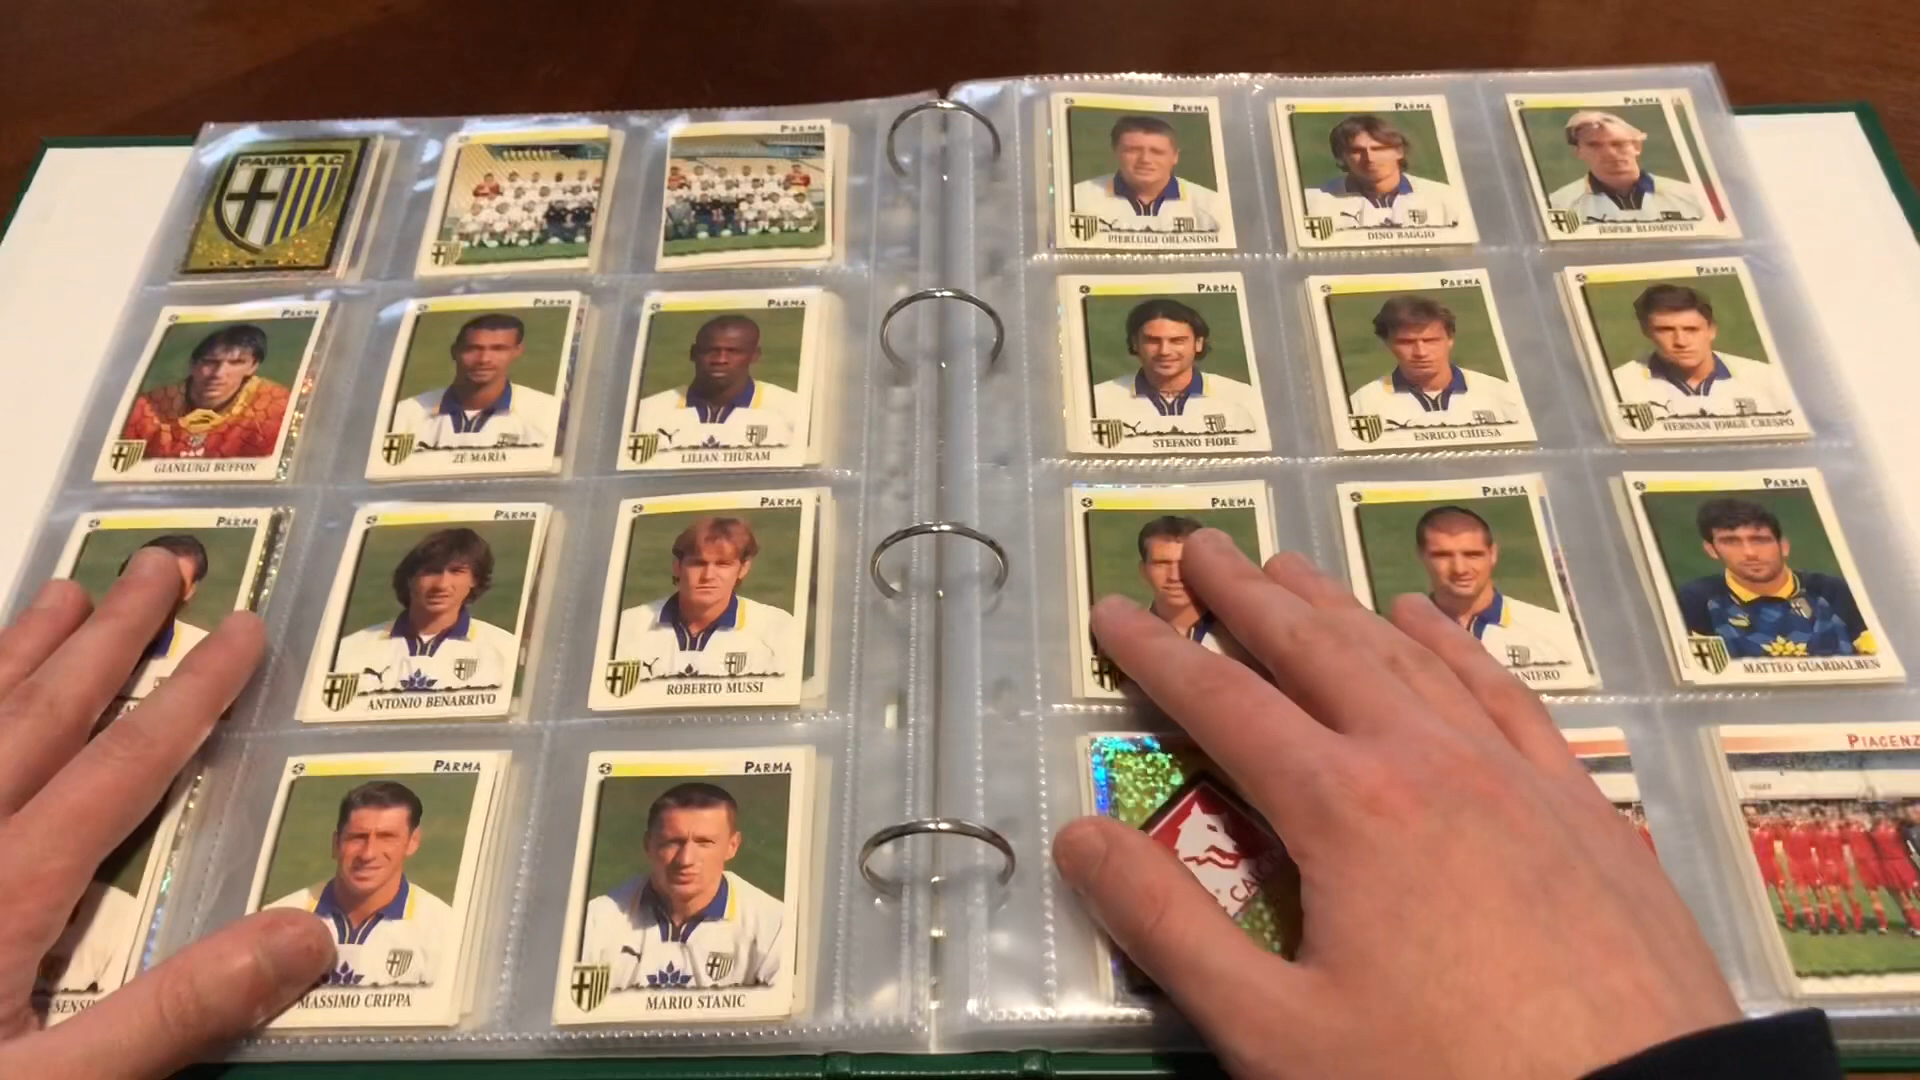 PARMA A.C.
PARMA
PARMA
GIANLUIGI BUFFON
PARMA
ZE MARIA
PARMA
LILIAN THURAM
PARMA
PARMA
ANTONIO BENARRIVO
PARMA
ROBERTO MUSSI
PARMA
MASSIMO CRIPPA
PARMA
MARIO STANIC
PARMA
PIERLUIGI ORLANDINI
PARMA
DINO BAGGIO
PARMA
JESPER BLOMQVIST
PARMA
STEFANO FIORE
PARMA
ENRICO CHIESA
PARMA
HERNAN JORGE CRESPO
PARMA
PARMA
ANIERO
PARMA
MATTEO GUARDALBEN
PIACENZ